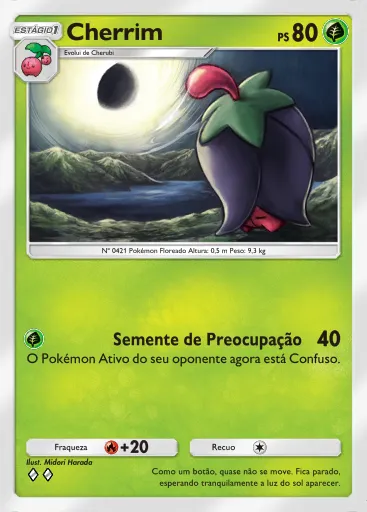 ESTÁGIO 1
Cherrim
PS 80
Evolui de Cherubi
Nº 0421 Pokémon Floreado Altura: 0,5 m Peso: 9,3 kg
Semente de Preocupação 40
O Pokémon Ativo do seu oponente agora está Confuso.
Fraqueza +20 Recuo
Ilust. Midori Harada
Como um botão, quase não se move. Fica parado,
esperando tranquilamente a luz do sol aparecer.